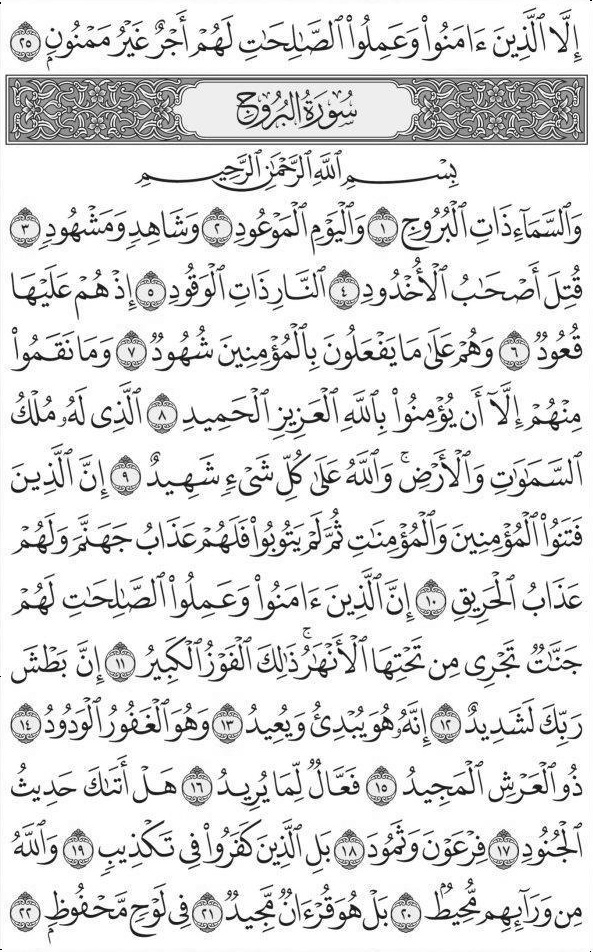 إِلَّا ٱلَّذِينَ ءَامَنُوا۟ وَعَمِلُوا۟ ٱلصَّـٰلِحَـٰتِ لَهُمْ أَجْرٌ غَيْرُ مَمْنُونٍۭ ٢٥
سُورَةُ البُرُوجِ
بِسْمِ ٱللَّهِ ٱلرَّحْمَـٰنِ ٱلرَّحِيمِ
وَٱلسَّمَآءِ ذَاتِ ٱلْبُرُوجِ ١ وَٱلْيَوْمِ ٱلْمَوْعُودِ ٢ وَشَاهِدٍ وَمَشْهُودٍ ٣
قُتِلَ أَصْحَـٰبُ ٱلْأُخْدُودِ ٤ ٱلنَّارِ ذَاتِ ٱلْوَقُودِ ٥ إِذْ هُمْ عَلَيْهَا
قُعُودٌ ٦ وَهُمْ عَلَىٰ مَا يَفْعَلُونَ بِٱلْمُؤْمِنِينَ شُهُودٌ ٧ وَمَا نَقَمُوا۟
مِنْهُمْ إِلَّآ أَن يُؤْمِنُوا۟ بِٱللَّهِ ٱلْعَزِيزِ ٱلْحَمِيدِ ٨ ٱلَّذِى لَهُۥ مُلْكُ
ٱلسَّمَـٰوَٰتِ وَٱلْأَرْضِ ۚ وَٱللَّهُ عَلَىٰ كُلِّ شَىْءٍ شَهِيدٌ ٩ إِنَّ ٱلَّذِينَ
فَتَنُوا۟ ٱلْمُؤْمِنِينَ وَٱلْمُؤْمِنَـٰتِ ثُمَّ لَمْ يَتُوبُوا۟ فَلَهُمْ عَذَابُ جَهَنَّمَ وَلَهُمْ
عَذَابُ ٱلْحَرِيقِ ١٠ إِنَّ ٱلَّذِينَ ءَامَنُوا۟ وَعَمِلُوا۟ ٱلصَّـٰلِحَـٰتِ لَهُمْ
جَنَّـٰتٌ تَجْرِى مِن تَحْتِهَا ٱلْأَنْهَـٰرُ ۚ ذَٰلِكَ ٱلْفَوْزُ ٱلْكَبِيرُ ١١ إِنَّ بَطْشَ
رَبِّكَ لَشَدِيدٌ ١٢ إِنَّهُۥ هُوَ يُبْدِئُ وَيُعِيدُ ١٣ وَهُوَ ٱلْغَفُورُ ٱلْوَدُودُ ١٤
ذُو ٱلْعَرْشِ ٱلْمَجِيدُ ١٥ فَعَّالٌ لِّمَا يُرِيدُ ١٦ هَلْ أَتَىٰكَ حَدِيثُ
ٱلْجُنُودِ ١٧ فِرْعَوْنَ وَثَمُودَ ١٨ بَلِ ٱلَّذِينَ كَفَرُوا۟ فِى تَكْذِيبٍ ١٩ وَٱللَّهُ
مِن وَرَآئِهِم مُّحِيطٌۢ ٢٠ بَلْ هُوَ قُرْءَانٌ مَّجِيدٌ ٢١ فِى لَوْحٍ مَّحْفُوظٍۭ ٢٢